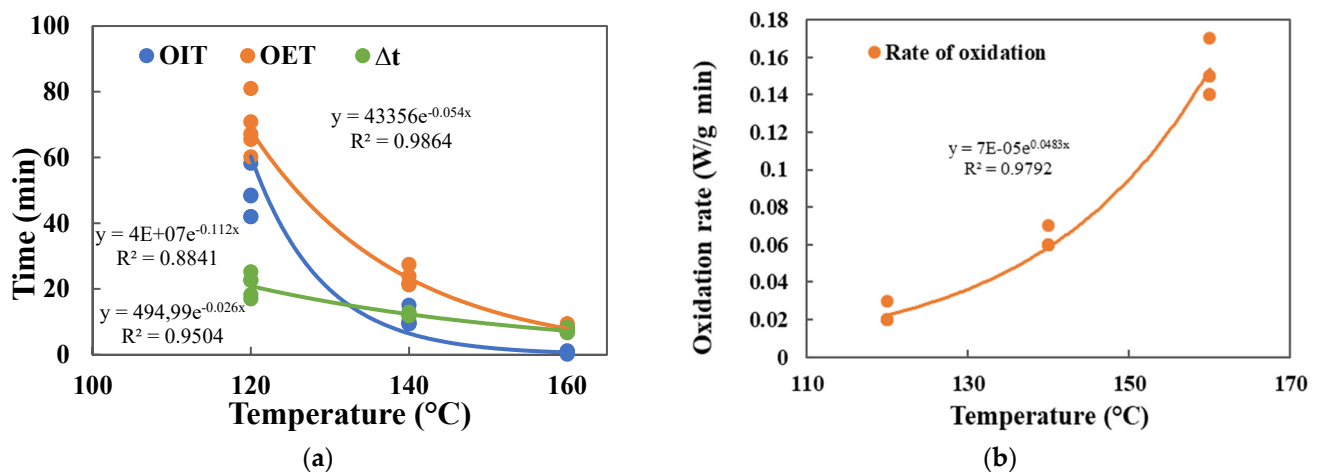 100
80
60
40
20
0
Time (min)
OIT OET Δt
y = 43356e^-0.054x
R² = 0.9864
y = 4E+07e^-0.112x
R² = 0.8841
y = 494,99e^-0.026x
R² = 0.9504
100 120 140 160
Temperature (°C)
(a)
0.18
0.16
0.14
0.12
0.1
0.08
0.06
0.04
0.02
0
Oxidation rate (W/g min)
Rate of oxidation
y = 7E-05e^0.0483x
R² = 0.9792
110 130 150 170
Temperature (°C)
(b)